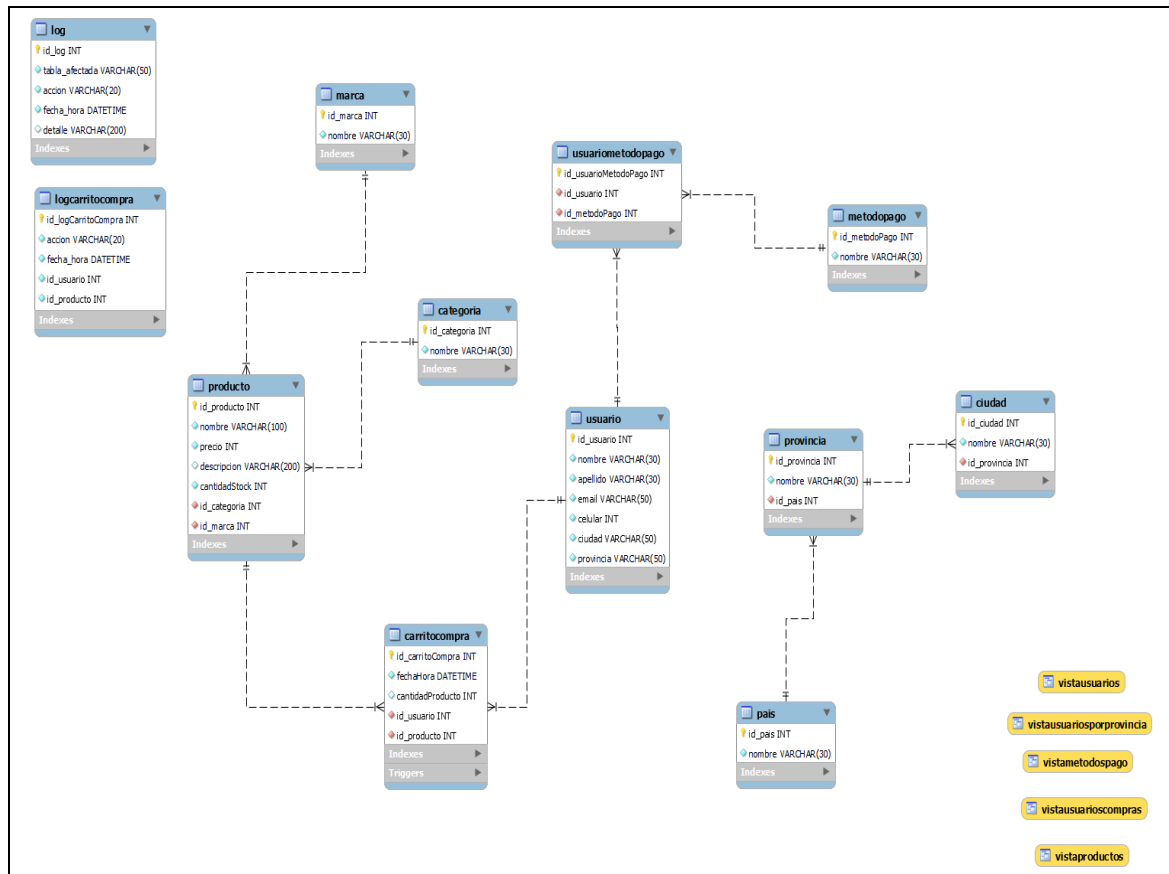 log
id_log INT
tabla_afectada VARCHAR(50)
accion VARCHAR(20)
fecha_hora DATETIME
detalle VARCHAR(200)
Indexes
logcarritocompra
id_logCarritoCompra INT
accion VARCHAR(20)
fecha_hora DATETIME
id_usuario INT
id_producto INT
Indexes
marca
id_marca INT
nombre VARCHAR(30)
Indexes
usuariometodopago
id_usuarioMetodoPago INT
id_usuario INT
id_metodoPago INT
Indexes
metodopago
id_metodoPago INT
nombre VARCHAR(30)
Indexes
categoria
id_categoria INT
nombre VARCHAR(30)
Indexes
producto
id_producto INT
nombre VARCHAR(100)
precio INT
descripcion VARCHAR(200)
cantidadStock INT
id_categoria INT
id_marca INT
Indexes
usuario
id_usuario INT
nombre VARCHAR(30)
apellido VARCHAR(30)
email VARCHAR(50)
celular INT
ciudad VARCHAR(50)
provincia VARCHAR(50)
Indexes
provincia
id_provincia INT
nombre VARCHAR(30)
id_pais INT
Indexes
ciudad
id_ciudad INT
nombre VARCHAR(30)
id_provincia INT
Indexes
carritocompra
id_carritoCompra INT
fechaHora DATETIME
cantidadProducto INT
id_usuario INT
id_producto INT
Indexes
Triggers
pais
id_pais INT
nombre VARCHAR(30)
Indexes
vistausuarios
vistausuariosporprovincia
vistametodospago
vistausuarioscompras
vistaproductos